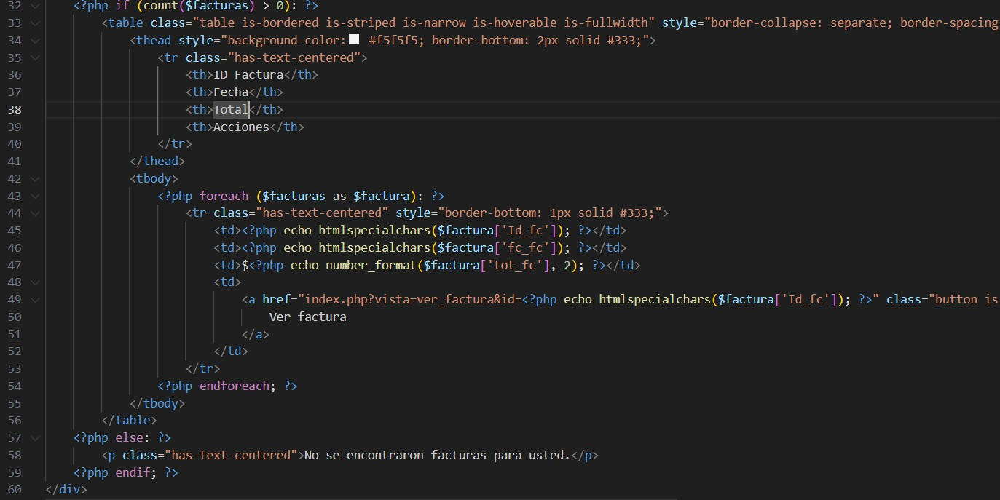 32 <?php if (count($facturas) > 0): ?>
33 <table class="table is-bordered is-striped is-narrow is-hoverable is-fullwidth" style="border-collapse: separate; border-spacing
34 <thead style="background-color: #f5f5f5; border-bottom: 2px solid #333;">
35 <tr class="has-text-centered">
36 <th>ID Factura</th>
37 <th>Fecha</th>
38 <th>Total</th>
39 <th>Acciones</th>
40 </tr>
41 </thead>
42 <tbody>
43 <?php foreach ($facturas as $factura): ?>
44 <tr class="has-text-centered" style="border-bottom: 1px solid #333;">
45 <td><?php echo htmlspecialchars($factura['Id_fc']); ?></td>
46 <td><?php echo htmlspecialchars($factura['fc_fc']); ?></td>
47 <td>$<?php echo number_format($factura['tot_fc'], 2); ?></td>
48 <td>
49 <a href="index.php?vista=ver_factura&id=<?php echo htmlspecialchars($factura['Id_fc']); ?>" class="button is
50 Ver factura
51 </a>
52 </td>
53 </tr>
54 <?php endforeach; ?>
55 </tbody>
56 </table>
57 <?php else: ?>
58 <p class="has-text-centered">No se encontraron facturas para usted.</p>
59 <?php endif; ?>
60 </div>